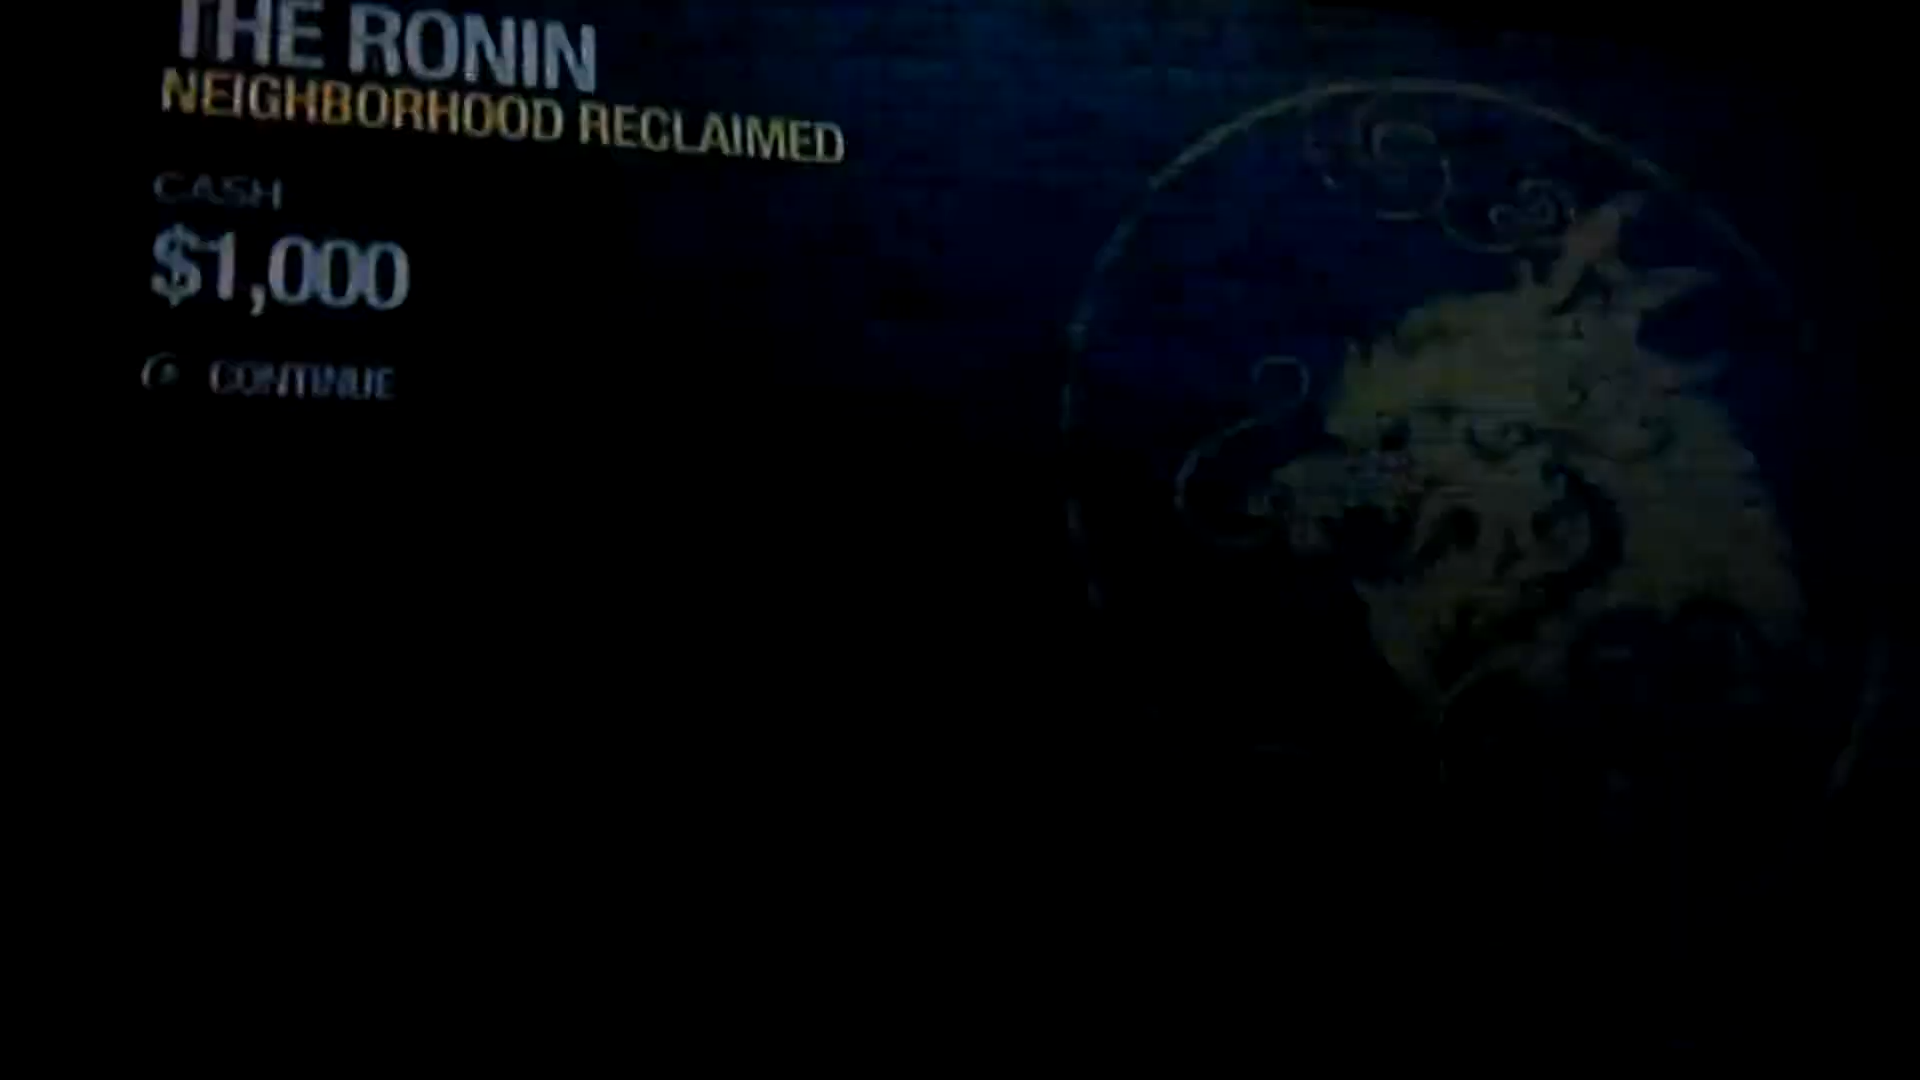 THE RONIN
NEIGHBORHOOD RECLAIMED
CASH
$1,000
CONTINUE